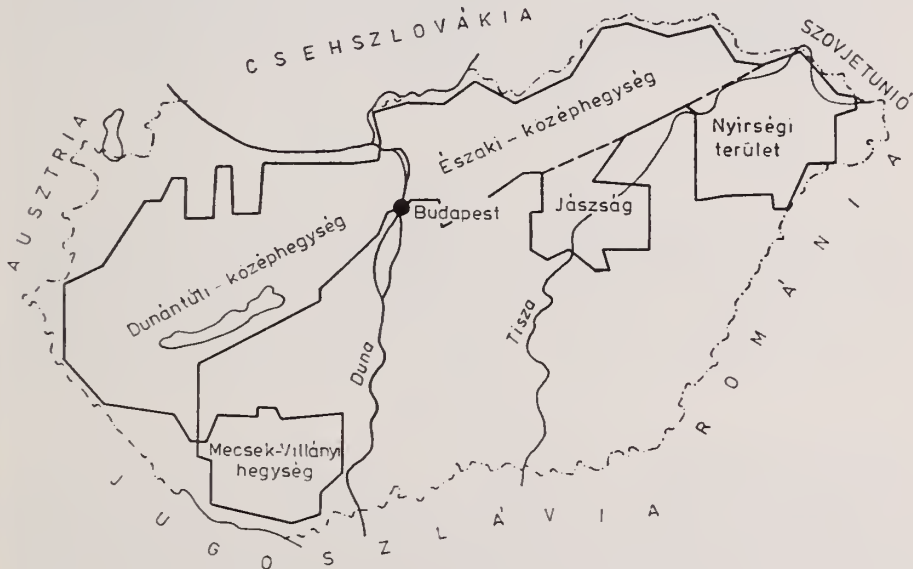 CSEHSZLOVÁKIA
SZOVJETUNIÓ
AUSZTRIA
Északi-középhegység
Nyírségi
terület
Budapest
Jászság
Dunántúli-középhegység
Duna
Tisza
ROMÁNIA
Mecsek-Villányi
hegység
JUGOSZLÁVIA